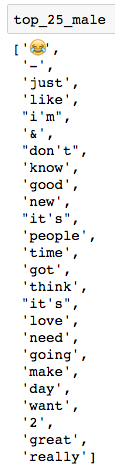 top_25_male
['😂',
'-',
'just',
'like',
"i'm",
'&',
"don't",
'know',
'good',
'new',
"it's",
'people',
'time',
'got',
'think',
"it's",
'love',
'need',
'going',
'make',
'day',
'want',
'2',
'great',
'really']